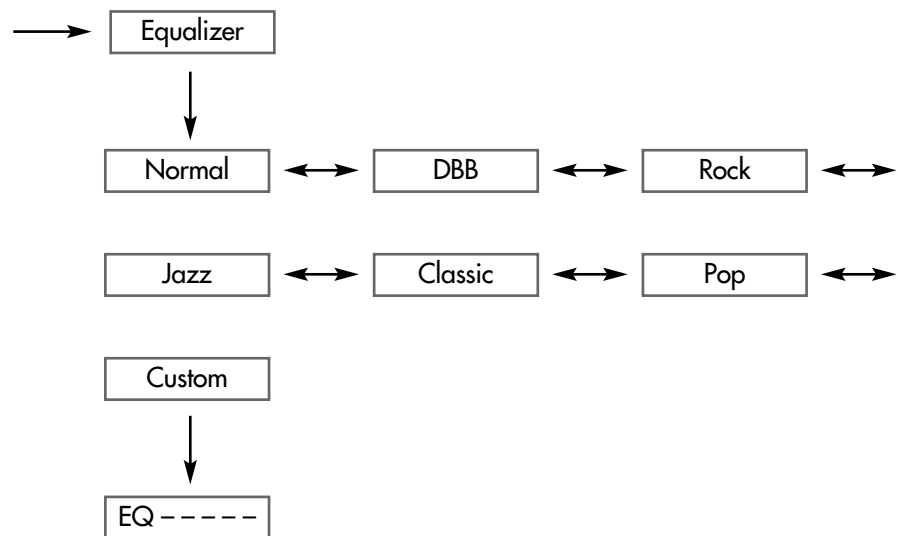 Equalizer
Normal DBB Rock
Jazz Classic Pop
Custom
EQ – – – – –